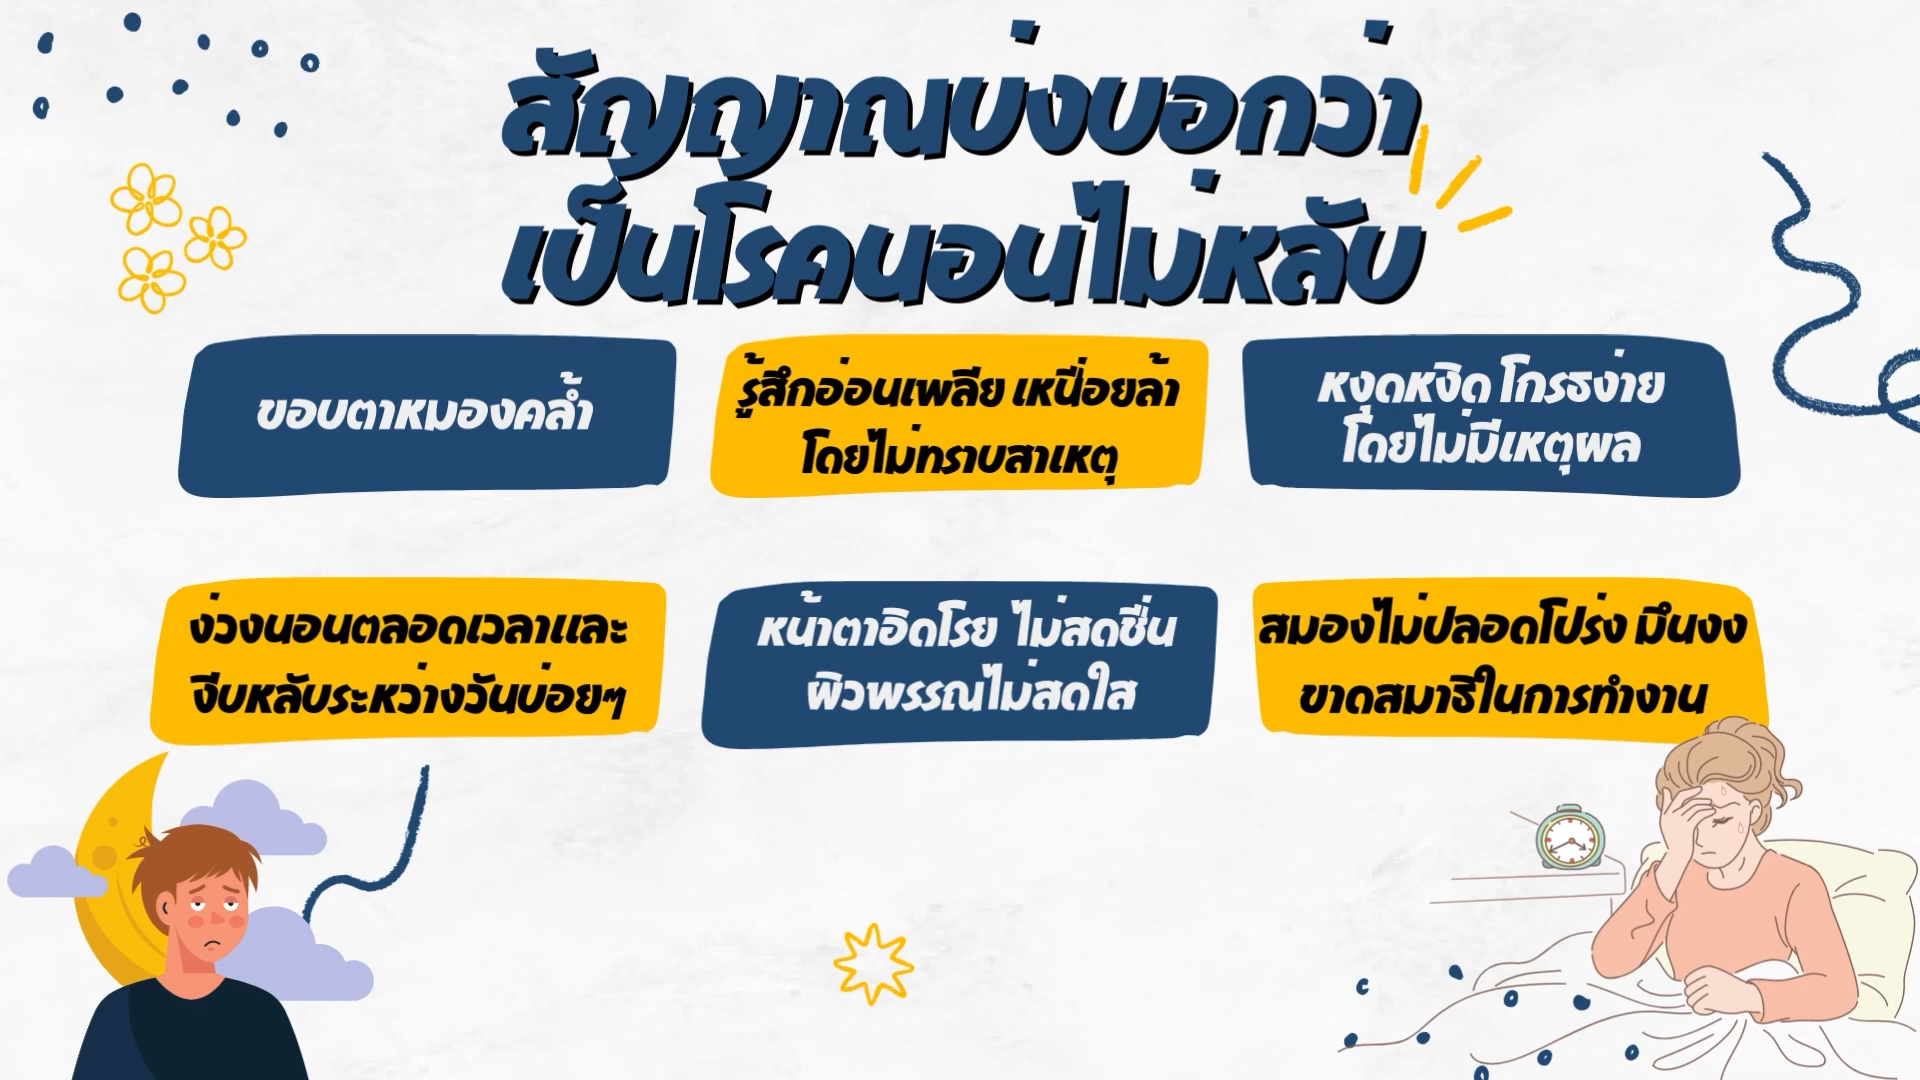 สัญญาณบ่งบอกว่า
เป็นโรคนอนไม่หลับ
ขอบตาหมองคล้ำ
รู้สึกอ่อนเพลีย เหนื่อยล้า
โดยไม่ทราบสาเหตุ
หงุดหงิด โกรธง่าย
โดยไม่มีเหตุผล
ง่วงนอนตลอดเวลาและ
งีบหลับระหว่างวันบ่อยๆ
หน้าตาอิดโรย ไม่สดชื่น
ผิวพรรณไม่สดใส
สมองไม่ปลอดโปร่ง มึนงง
ขาดสมาธิในการทำงาน